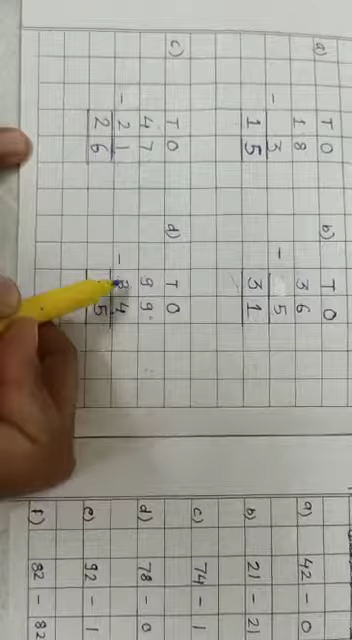 a)
T O
1 8
- 3
1 5
b)
T O
3 6
- 5
3 1
c)
T O
4 7
- 2 1
2 6
d)
T O
9 9
- 4
5
a) 42 - 0
b) 21 - 21
c) 74 - 1
d) 78 - 0
e) 92 - 1
f) 82 - 82